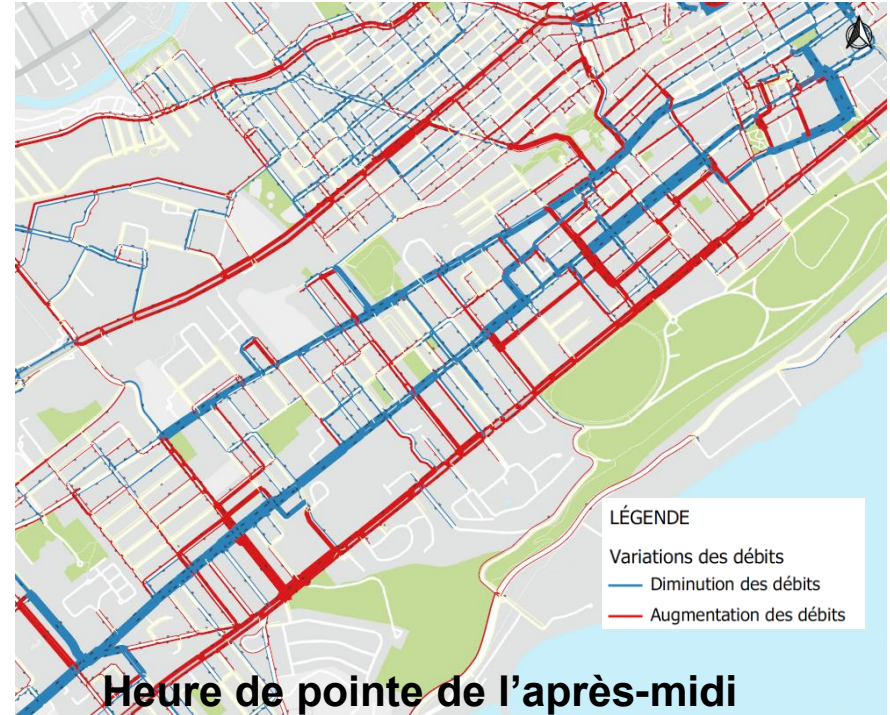 LÉGENDE
Variations des débits
Diminution des débits
Augmentation des débits
Heure de pointe de l'après-midi